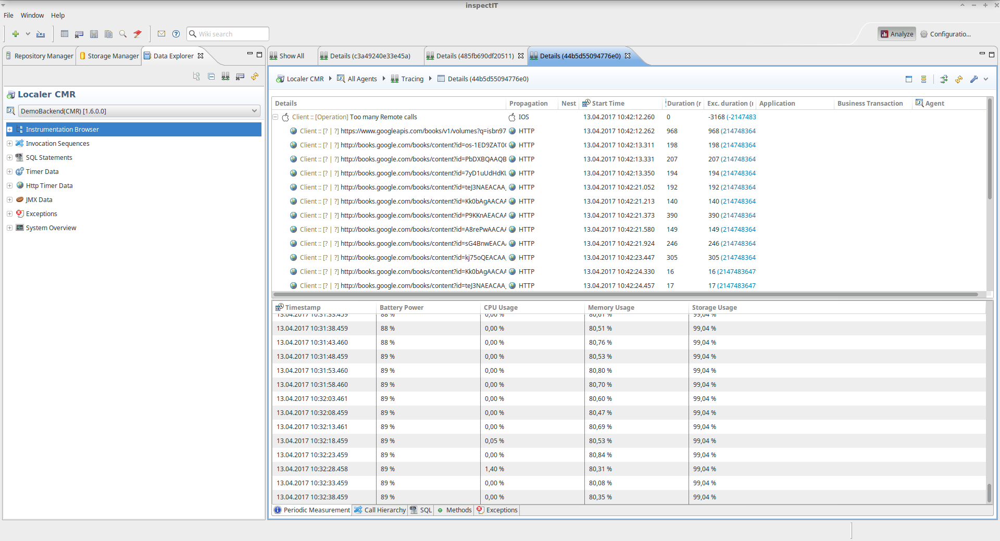 inspectIT
File Window Help
Wiki search
Analyze Configuratio...
Repository Manager Storage Manager Data Explorer
Show All Details (c3a49240e33e45a) Details (485fb690df20511) Details (44b5d55094776e0)
Localer CMR All Agents Tracing Details (44b5d55094776e0)
Localer CMR
DemoBackend(CMR) [1.6.0.0]
Instrumentation Browser
Invocation Sequences
SQL Statements
Timer Data
Http Timer Data
JMX Data
Exceptions
System Overview
Details Propagation Nest Start Time Duration (r Exc. duration (r Application Business Transaction Agent
Client :: [Operation] Too many Remote calls IOS 13.04.2017 10:42:12.260 0 -3168 (-2147483
Client :: [? | ?] https://www.googleapis.com/books/v1/volumes?q=isbn97 HTTP 13.04.2017 10:42:12.262 968 968 (214748364
Client :: [? | ?] http://books.google.com/books/content?id=os-1ED9ZAT0( HTTP 13.04.2017 10:42:13.311 198 198 (214748364
Client :: [? | ?] http://books.google.com/books/content?id=PbDXBQAAQB HTTP 13.04.2017 10:42:13.331 207 207 (214748364
Client :: [? | ?] http://books.google.com/books/content?id=7yD1uUdHdKU HTTP 13.04.2017 10:42:13.350 194 194 (214748364
Client :: [? | ?] http://books.google.com/books/content?id=teJ3NAEACAA HTTP 13.04.2017 10:42:21.052 192 192 (214748364
Client :: [? | ?] http://books.google.com/books/content?id=Kk0bAgAACAA HTTP 13.04.2017 10:42:21.213 140 140 (214748364
Client :: [? | ?] http://books.google.com/books/content?id=P9KKnAEACAA HTTP 13.04.2017 10:42:21.373 390 390 (214748364
Client :: [? | ?] http://books.google.com/books/content?id=A8rePwAACAA HTTP 13.04.2017 10:42:21.580 149 149 (214748364
Client :: [? | ?] http://books.google.com/books/content?id=sG4BnwEACA HTTP 13.04.2017 10:42:21.924 246 246 (214748364
Client :: [? | ?] http://books.google.com/books/content?id=kj75oQEACAA HTTP 13.04.2017 10:42:23.447 305 305 (214748364
Client :: [? | ?] http://books.google.com/books/content?id=Kk0bAgAACAA HTTP 13.04.2017 10:42:24.330 16 16 (2147483647
Client :: [? | ?] http://books.google.com/books/content?id=teJ3NAEACAA HTTP 13.04.2017 10:42:24.457 17 17 (2147483647
Timestamp Battery Power CPU Usage Memory Usage Storage Usage
13.04.2017 10:31:33.459 88 % 0,00 % 80,61 % 99,04 %
13.04.2017 10:31:38.459 88 % 0,00 % 80,51 % 99,04 %
13.04.2017 10:31:43.460 88 % 0,00 % 80,76 % 99,04 %
13.04.2017 10:31:48.459 89 % 0,00 % 80,53 % 99,04 %
13.04.2017 10:31:53.460 89 % 0,00 % 80,80 % 99,04 %
13.04.2017 10:31:58.460 89 % 0,00 % 80,70 % 99,04 %
13.04.2017 10:32:03.461 89 % 0,00 % 80,60 % 99,04 %
13.04.2017 10:32:08.459 89 % 0,00 % 80,47 % 99,04 %
13.04.2017 10:32:13.461 89 % 0,00 % 80,69 % 99,04 %
13.04.2017 10:32:18.459 89 % 0,05 % 80,53 % 99,04 %
13.04.2017 10:32:23.459 89 % 0,00 % 80,84 % 99,04 %
13.04.2017 10:32:28.458 89 % 1,40 % 80,31 % 99,04 %
13.04.2017 10:32:33.459 89 % 0,00 % 80,08 % 99,04 %
13.04.2017 10:32:38.459 89 % 0,00 % 80,35 % 99,04 %
Periodic Measurement Call Hierarchy SQL Methods Exceptions